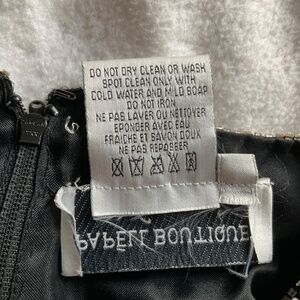 DO NOT DRY CLEAN OR WASH
SPOT CLEAN ONLY WITH
COLD WATER AND MILD SOAP
DO NOT IRON
NE PAS LAVER OU NETTOYER
EPONDER AVEC EAU
FRAICHE ET SAVON DOUX
NE PAS REPASSER
PAPELL BOUTIQUE